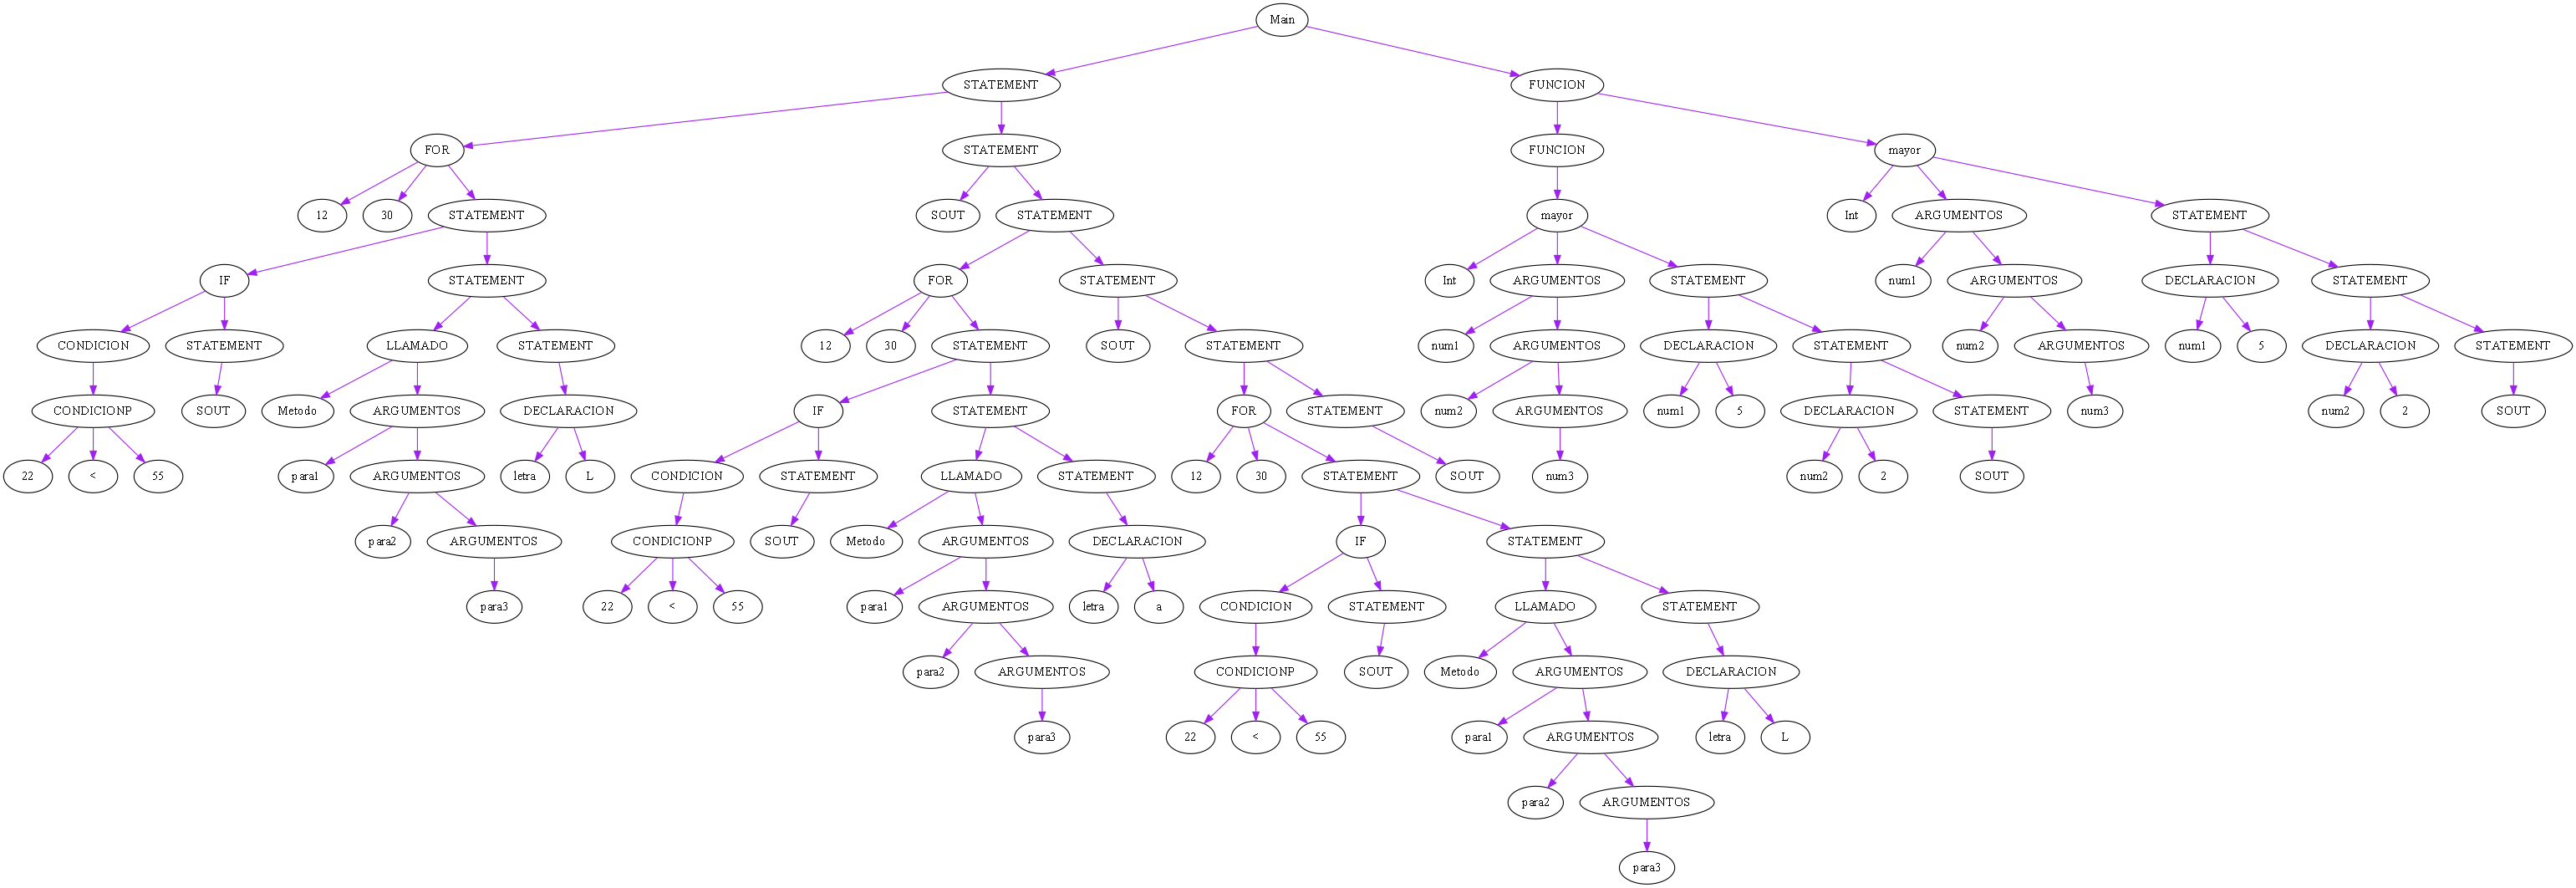 Main
STATEMENT FUNCION
FOR STATEMENT FUNCION mayor
12 30 STATEMENT SOUT STATEMENT mayor Int ARGUMENTOS STATEMENT
IF STATEMENT FOR STATEMENT Int ARGUMENTOS STATEMENT num1 ARGUMENTOS DECLARACION STATEMENT
CONDICION STATEMENT LLAMADO STATEMENT 12 30 STATEMENT SOUT STATEMENT num1 ARGUMENTOS DECLARACION STATEMENT num2 ARGUMENTOS num1 5 DECLARACION STATEMENT
CONDICIONP SOUT Metodo ARGUMENTOS DECLARACION IF STATEMENT FOR STATEMENT num2 ARGUMENTOS num1 5 DECLARACION STATEMENT num3 num2 2 SOUT
22 < 55 para1 ARGUMENTOS letra L CONDICION STATEMENT LLAMADO STATEMENT 12 30 STATEMENT SOUT num3 num2 2 SOUT
para2 ARGUMENTOS CONDICIONP SOUT Metodo ARGUMENTOS DECLARACION IF STATEMENT
para3 22 < 55 para1 ARGUMENTOS letra a CONDICION STATEMENT LLAMADO STATEMENT
para2 ARGUMENTOS CONDICIONP SOUT Metodo ARGUMENTOS DECLARACION
para3 22 < 55 para1 ARGUMENTOS letra L
para2 ARGUMENTOS
para3